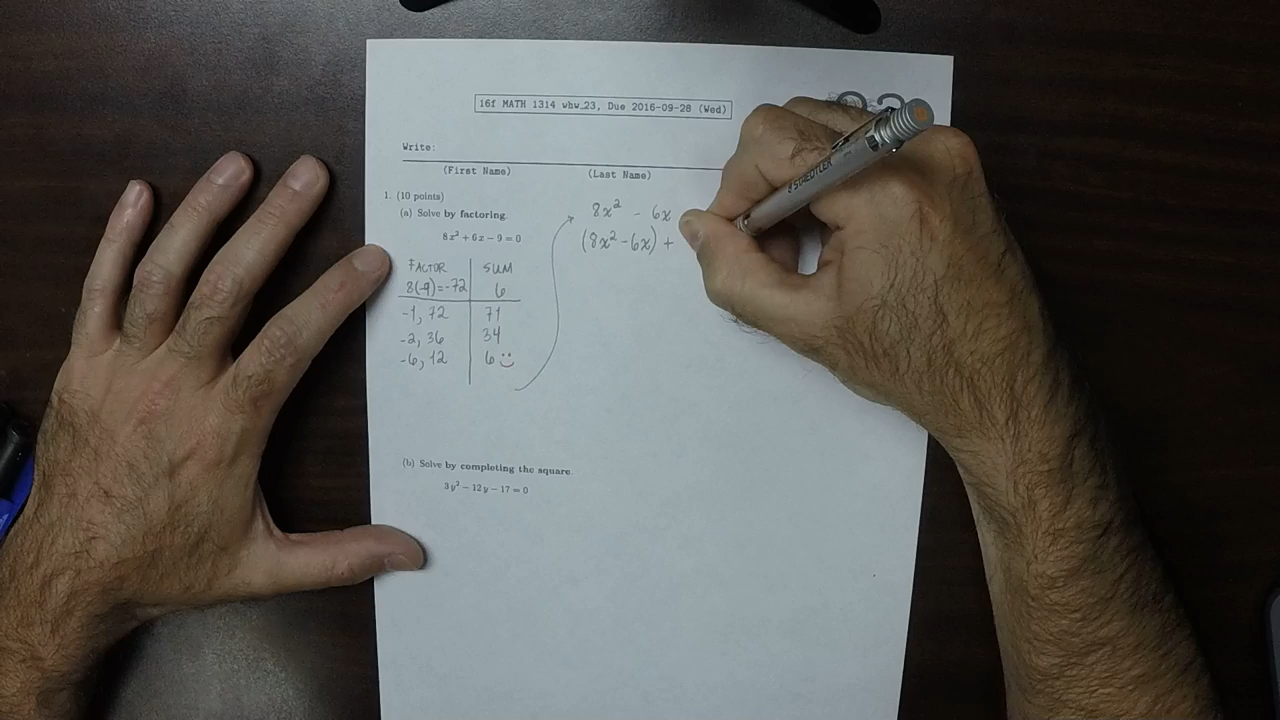 16f MATH 1314 wbw_23, Due 2016-09-28 (Wed)
Write:
(First Name) (Last Name)
1. (10 points)
(a) Solve by factoring.
8x² + 6x − 9 = 0
FACTOR SUM
8(-9)=-72 6
-1, 72 71
-2, 36 34
-6, 12 6
8x² - 6x
(8x² - 6x) +
(b) Solve by completing the square.
3y² − 12y − 17 = 0
STAEDTLER